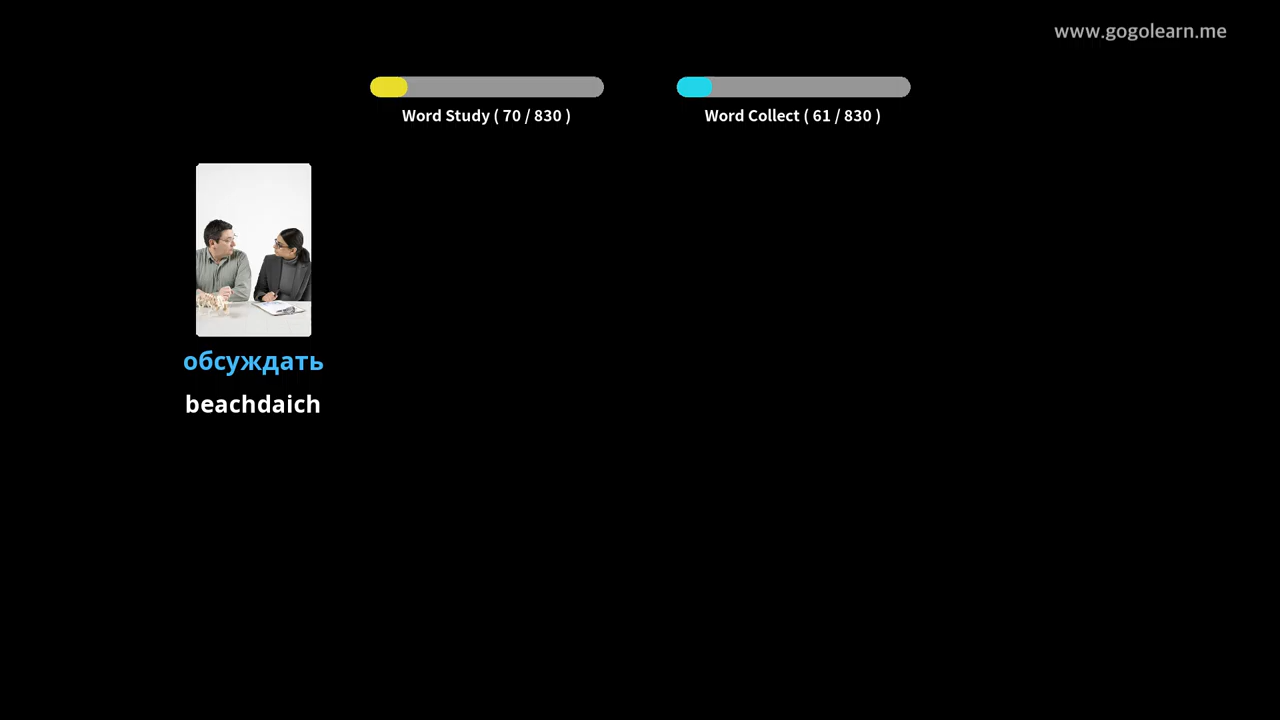 www.gogolearn.me
Word Study ( 70 / 830 )
Word Collect ( 61 / 830 )
обсуждать
beachdaich